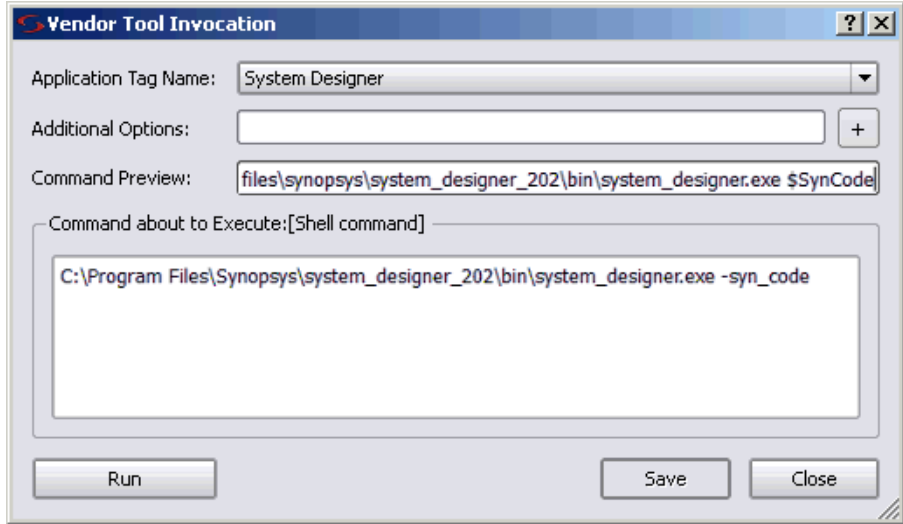 Vendor Tool Invocation
?
Application Tag Name: System Designer
Additional Options: +
Command Preview: files\synopsys\system_designer_202\bin\system_designer.exe $SynCode
Command about to Execute:[Shell command]
C:\Program Files\Synopsys\system_designer_202\bin\system_designer.exe -syn_code
Run Save Close